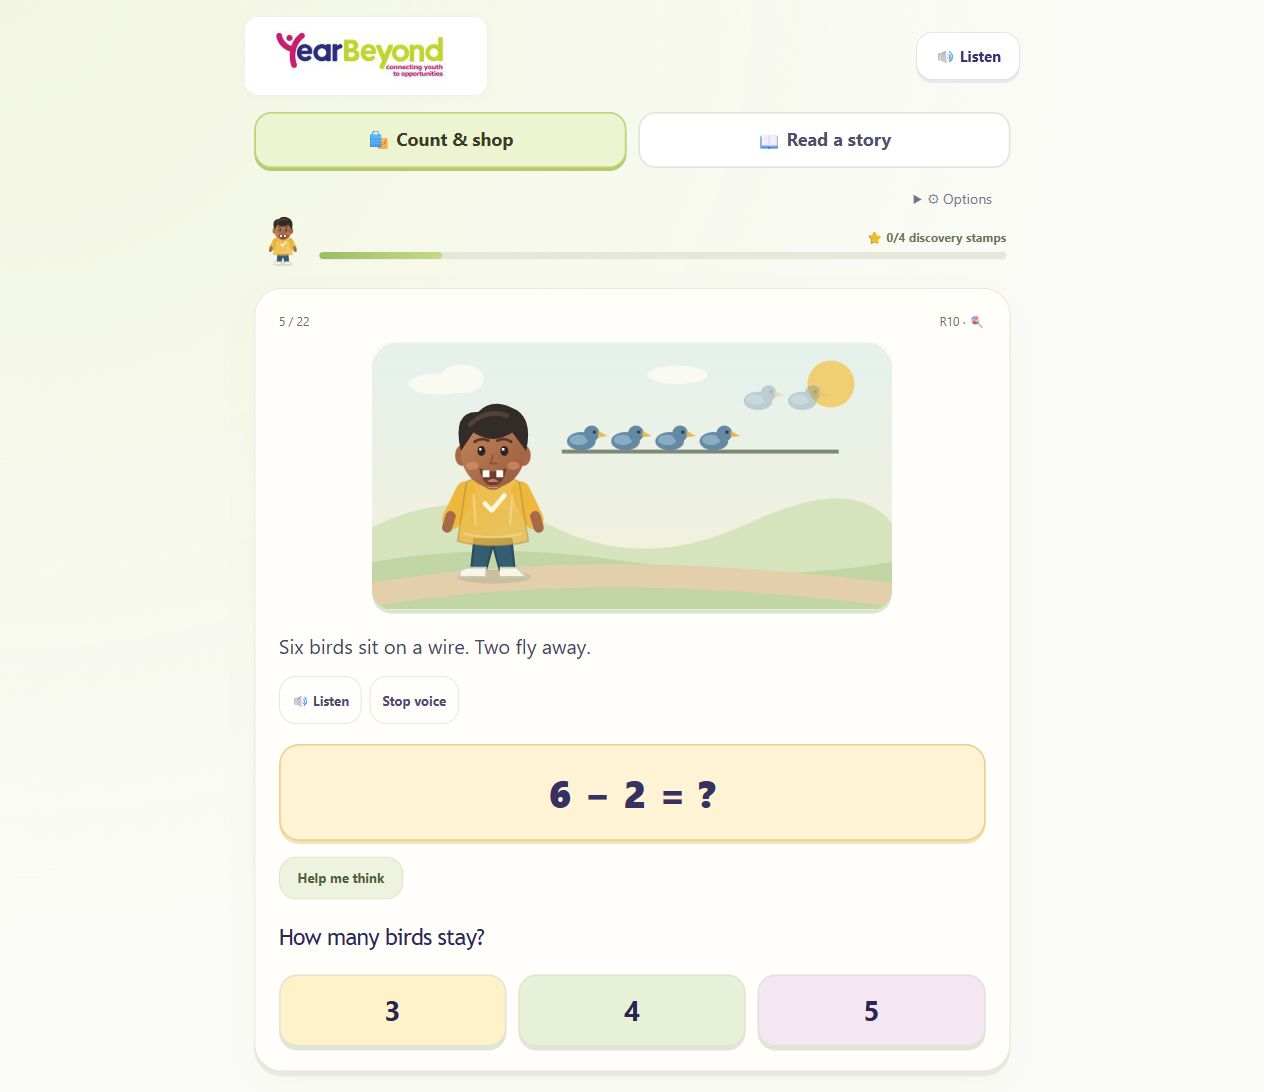 YearBeyond
connecting youth
to opportunities
Listen
Count & shop
Read a story
Options
0/4 discovery stamps
5 / 22
R10 ·
Six birds sit on a wire. Two fly away.
Listen
Stop voice
6 − 2 = ?
Help me think
How many birds stay?
3
4
5